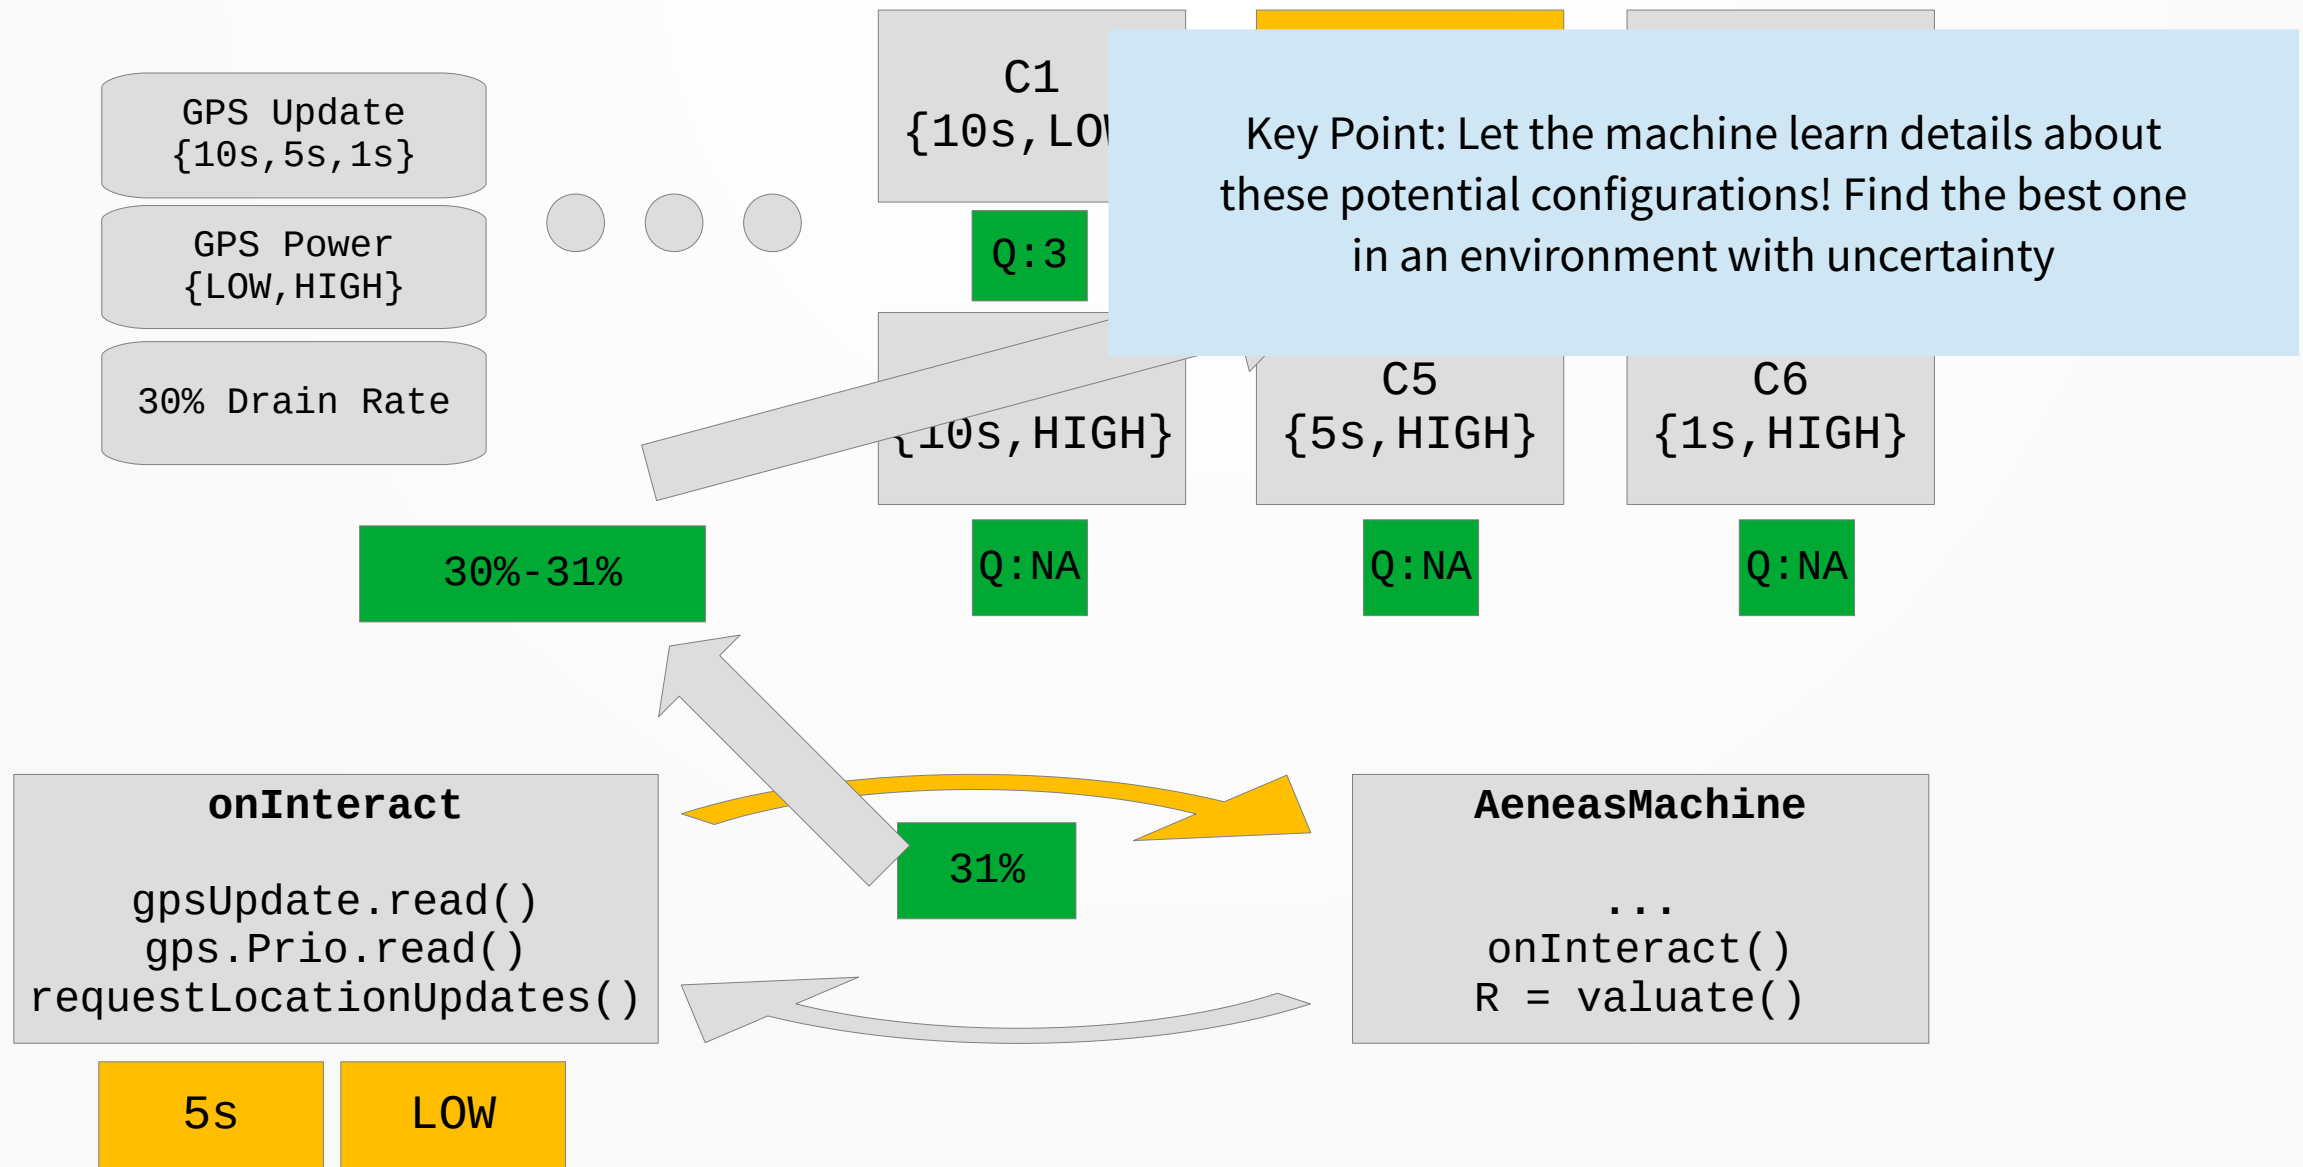 GPS Update
{10s,5s,1s}
GPS Power
{LOW,HIGH}
30% Drain Rate
C1
{10s,LOW
Q:3
Key Point: Let the machine learn details about
these potential configurations! Find the best one
in an environment with uncertainty
{10s,HIGH}
Q:NA
C5
{5s,HIGH}
Q:NA
C6
{1s,HIGH}
Q:NA
30%-31%
31%
onInteract
gpsUpdate.read()
gps.Prio.read()
requestLocationUpdates()
5s
LOW
AeneasMachine
...
onInteract()
R = valuate()